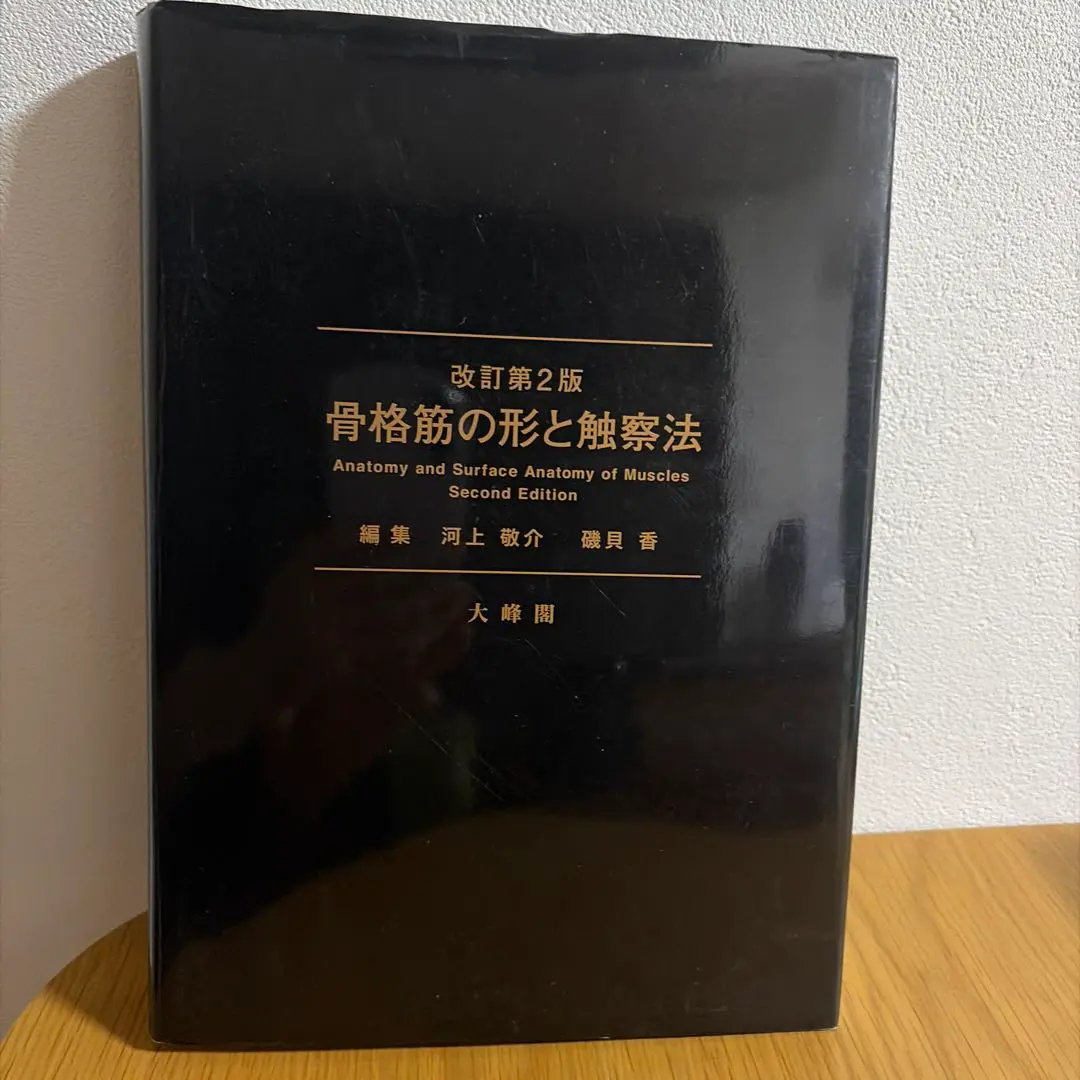 改訂第2版
骨格筋の形と触察法
Anatomy and Surface Anatomy of Muscles
Second Edition
編集 河上 敬介 磯貝 香
大峰閣